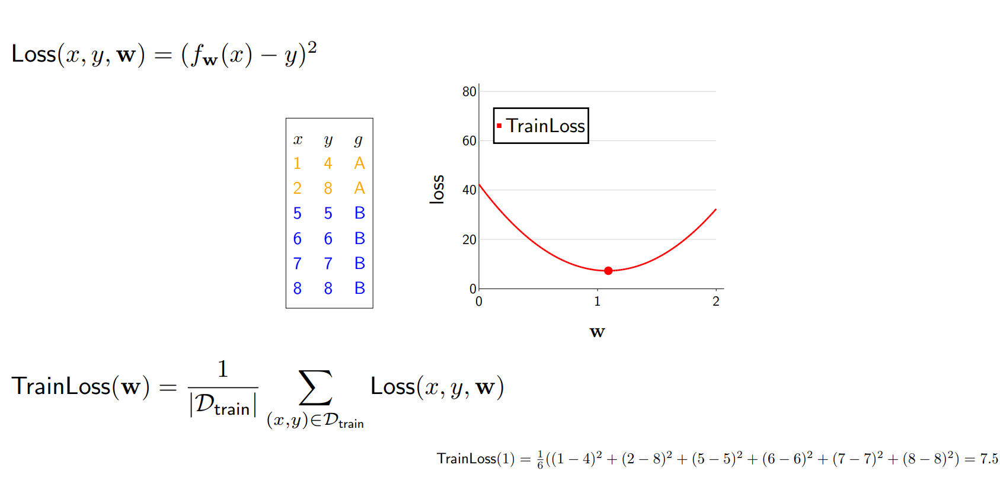 Loss(x, y, w) = (f_w(x) − y)^2
x y g
1 4 A
2 8 A
5 5 B
6 6 B
7 7 B
8 8 B
80
TrainLoss
60
loss
40
20
0
0 1 2
w
TrainLoss(w) = \frac{1}{|D_train|} ∑_{(x,y)∈D_train} Loss(x, y, w)
TrainLoss(1) = \frac{1}{6}((1 − 4)^2 + (2 − 8)^2 + (5 − 5)^2 + (6 − 6)^2 + (7 − 7)^2 + (8 − 8)^2) = 7.5